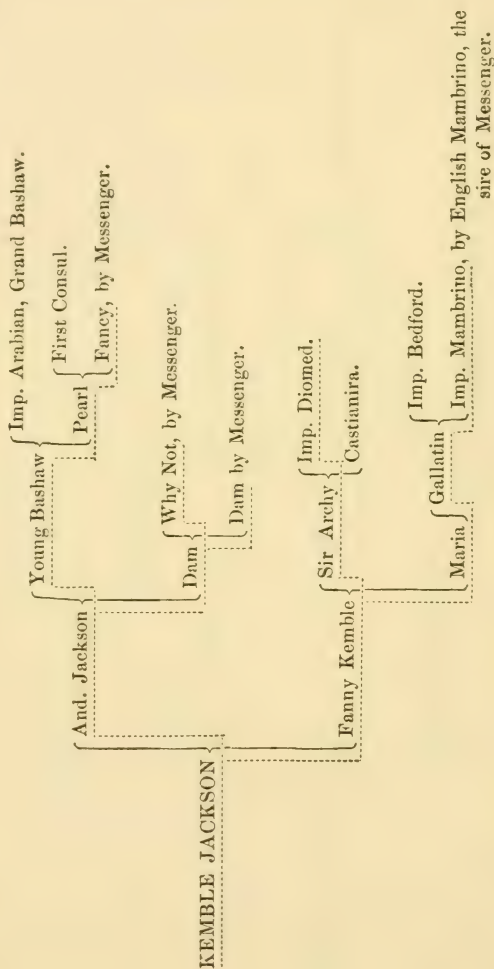 Imp. Arabian, Grand Bashaw.
Young Bashaw
First Consul.
And. Jackson
Pearl
Fancy, by Messenger.
Why Not, by Messenger.
Dam
KEMBLE JACKSON
Dam by Messenger.
Imp. Diomed.
Sir Archy
Fanny Kemble
Castianira.
Imp. Bedford.
Gallatin
Maria
Imp. Mambrino, by English Mambrino, the
sire of Messenger.